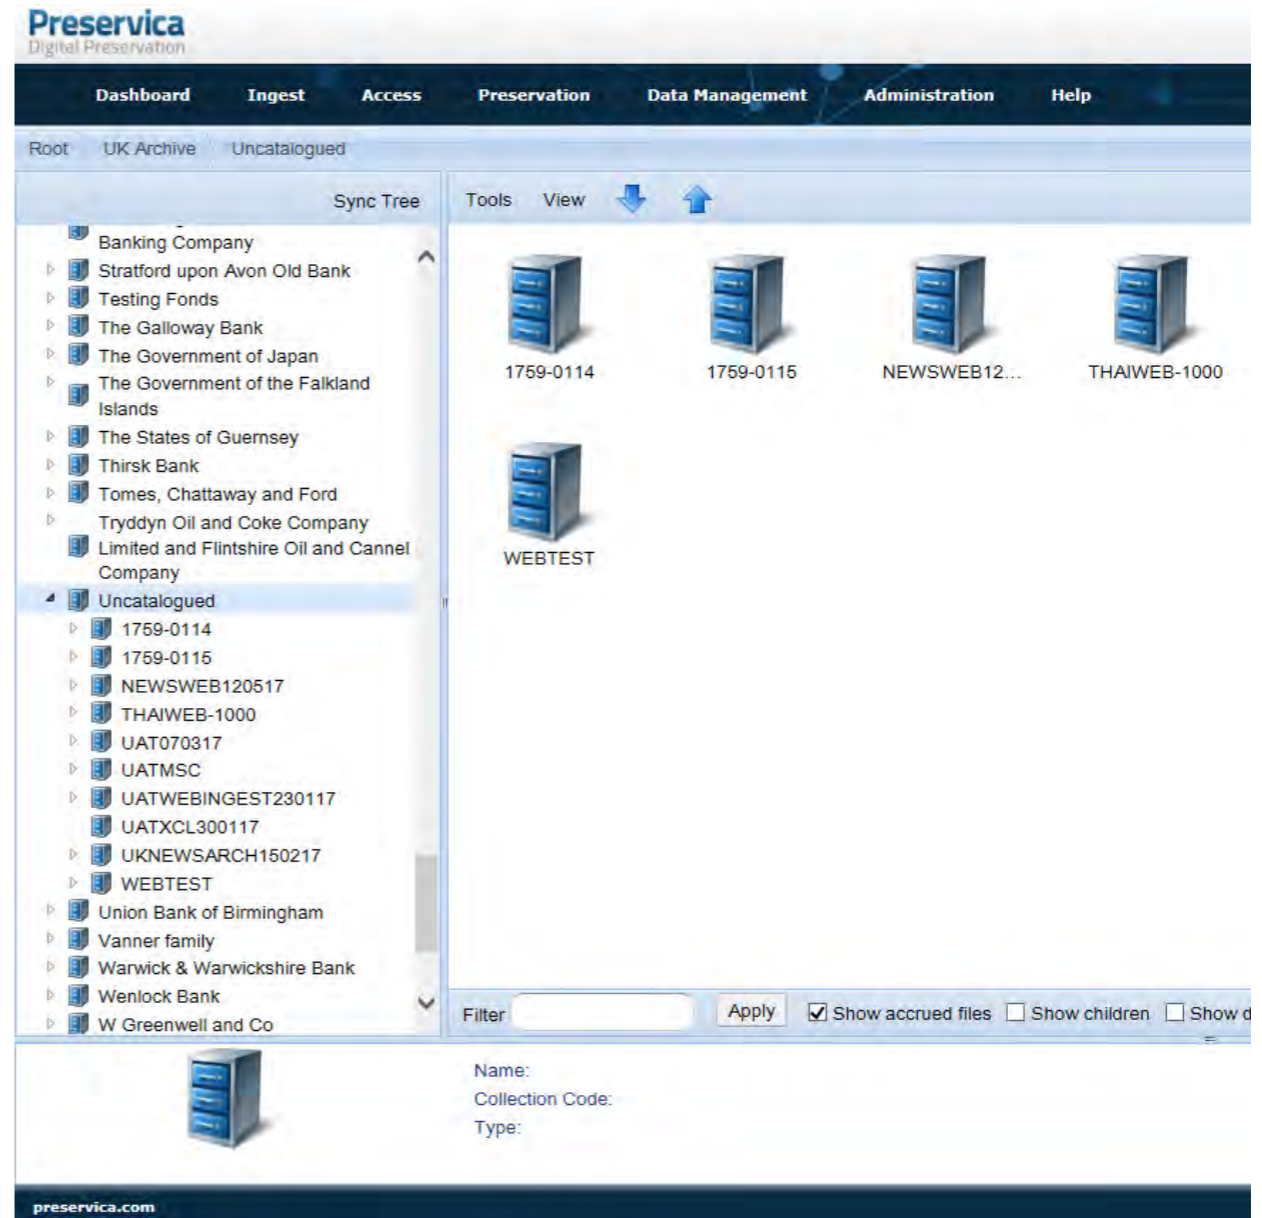 Preservica
Digital Preservation
Dashboard Ingest Access Preservation Data Management Administration Help
Root UK Archive Uncatalogued
Sync Tree
Banking Company
Stratford upon Avon Old Bank
Testing Fonds
The Galloway Bank
The Government of Japan
The Government of the Falkland
Islands
The States of Guernsey
Thirsk Bank
Tomes, Chattaway and Ford
Tryddyn Oil and Coke Company
Limited and Flintshire Oil and Cannel
Company
Uncatalogued
1759-0114
1759-0115
NEWSWEB120517
THAIWEB-1000
UAT070317
UATMSC
UATWEBINGEST230117
UATXCL300117
UKNEWSARCH150217
WEBTEST
Union Bank of Birmingham
Vanner family
Warwick & Warwickshire Bank
Wenlock Bank
W Greenwell and Co
Tools View
1759-0114 1759-0115 NEWSWEB12... THAIWEB-1000
WEBTEST
Filter Apply Show accrued files Show children Show d
Name:
Collection Code:
Type:
preservica.com